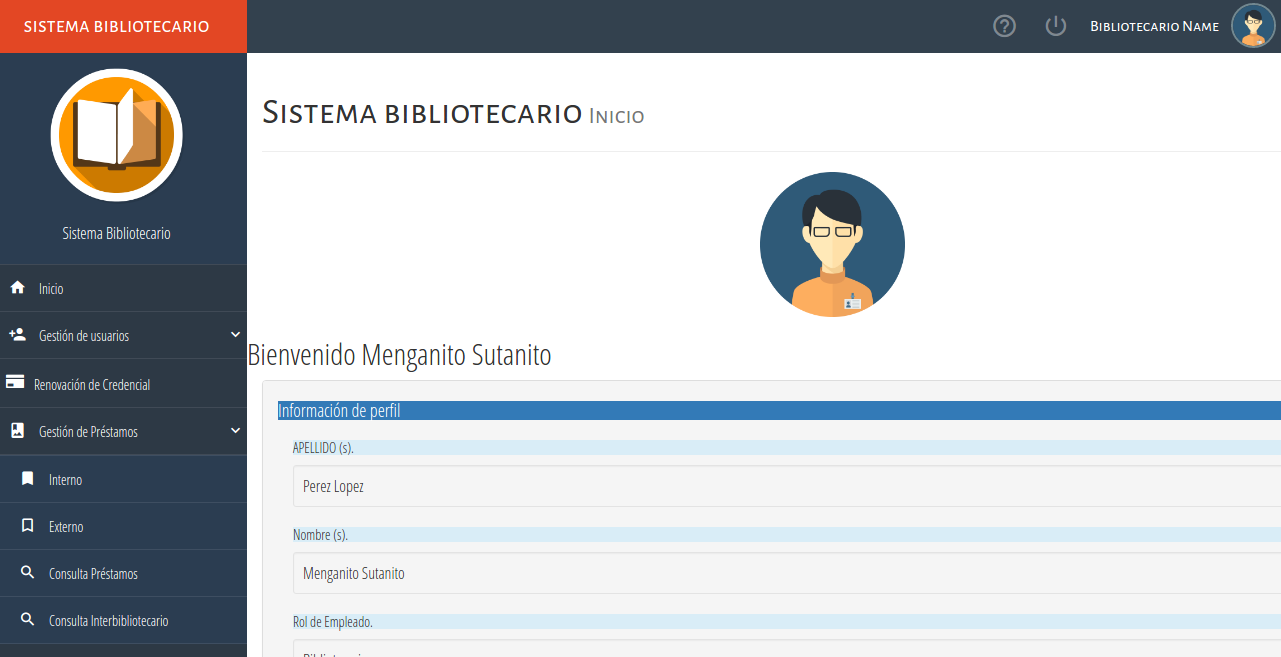 SISTEMA BIBLIOTECARIO
Bibliotecario Name
Sistema Bibliotecario
Inicio
Gestión de usuarios
Renovación de Credencial
Gestión de Préstamos
Interno
Externo
Consulta Préstamos
Consulta Interbibliotecario
Sistema bibliotecario Inicio
Bienvenido Menganito Sutanito
Información de perfil
APELLIDO (s).
Perez Lopez
Nombre (s).
Menganito Sutanito
Rol de Empleado.